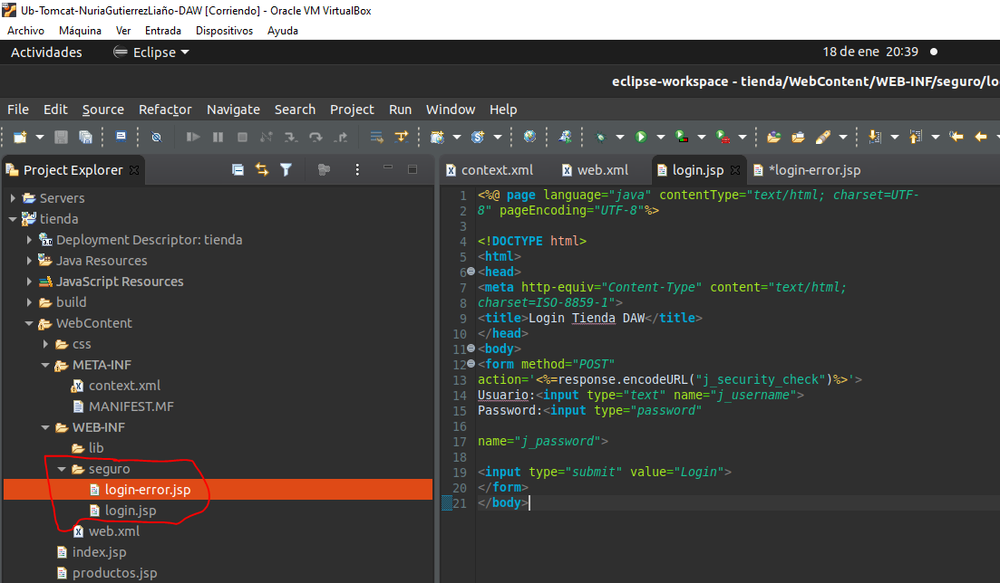 Ub-Tomcat-NuriaGutierrezLiaño-DAW [Corriendo] - Oracle VM VirtualBox
Archivo Máquina Ver Entrada Dispositivos Ayuda
Actividades Eclipse 18 de ene 20:39
eclipse-workspace - tienda/WebContent/WEB-INF/seguro/lo
File Edit Source Refactor Navigate Search Project Run Window Help
Project Explorer
Servers
tienda
Deployment Descriptor: tienda
Java Resources
JavaScript Resources
build
WebContent
css
META-INF
context.xml
MANIFEST.MF
WEB-INF
lib
seguro
login-error.jsp
login.jsp
web.xml
index.jsp
productos.jsp
context.xml web.xml login.jsp *login-error.jsp
1 <%@ page language="java" contentType="text/html; charset=UTF-
2 8" pageEncoding="UTF-8"%>
3
4 <!DOCTYPE html>
5 <html>
6 <head>
7 <meta http-equiv="Content-Type" content="text/html;
8 charset=ISO-8859-1">
9 <title>Login Tienda DAW</title>
10 </head>
11 <body>
12 <form method="POST"
13 action='<%=response.encodeURL("j_security_check")%>'>
14 Usuario:<input type="text" name="j_username">
15 Password:<input type="password"
16
17 name="j_password">
18
19 <input type="submit" value="Login">
20 </form>
21 </body>